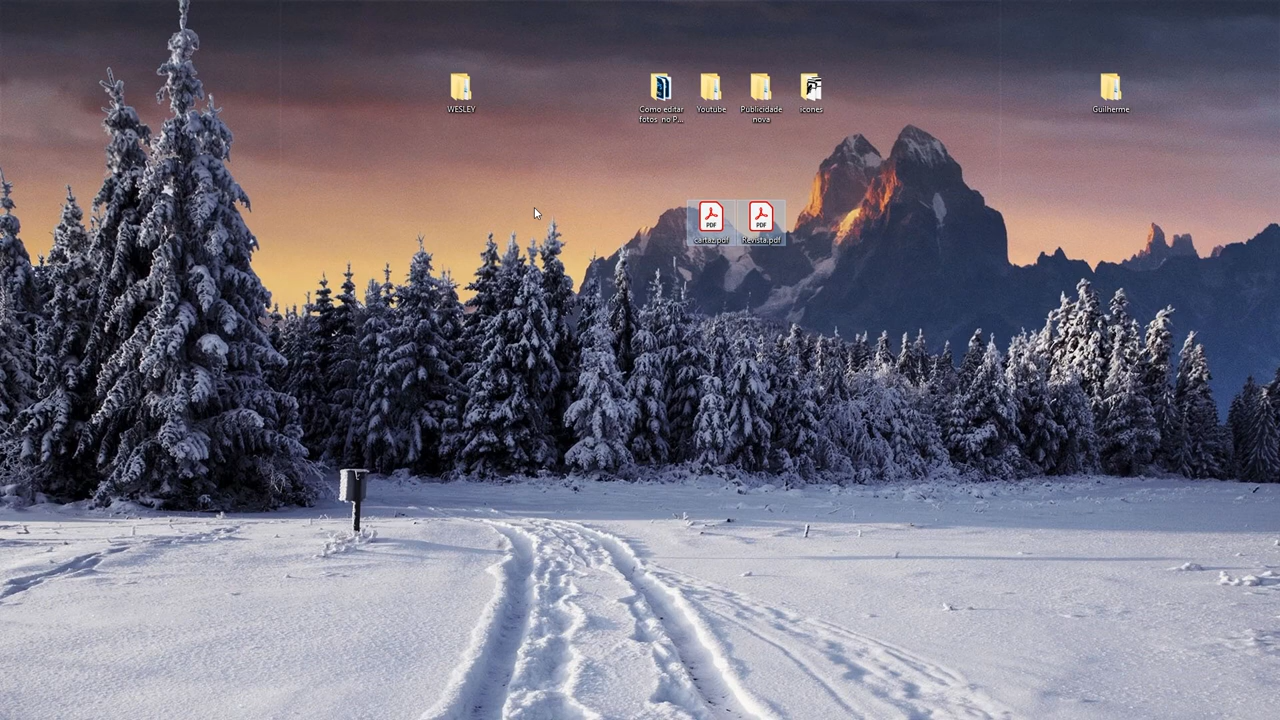 WESLEY
Como editar
fotos no P...
Youtube
Publicidade
nova
icones
Guilherme
PDF
cartaz.pdf
PDF
Revista.pdf